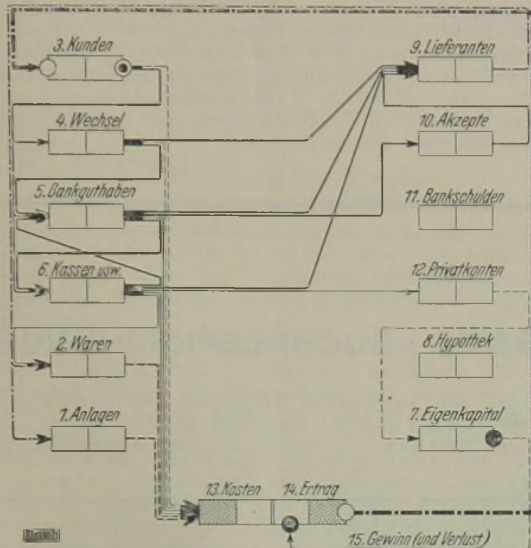 3. Kunden
9. Lieferanten
4. Wechsel
10. Akzepte
5. Bankguthaben
11. Bankschulden
6. Kassen usw.
12. Privatkonten
2. Waren
8. Hypothek
1. Anlagen
7. Eigenkapital
13. Kosten
14. Ertrag
15. Gewinn (und Verlust)